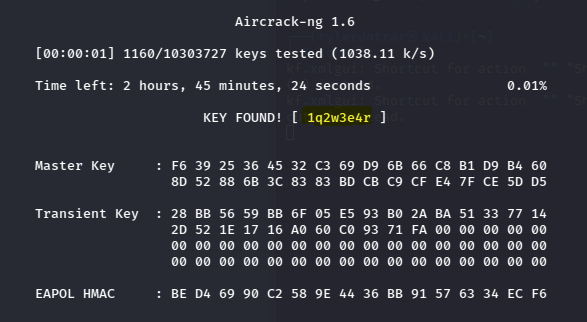 Aircrack-ng 1.6
[00:00:01] 1160/10303727 keys tested (1038.11 k/s)
Time left: 2 hours, 45 minutes, 24 seconds 0.01%
KEY FOUND! [ 1q2w3e4r ]
Master Key : F6 39 25 36 45 32 C3 69 D9 6B 66 C8 B1 D9 B4 60
8D 52 88 6B 3C 83 83 BD CB C9 CF E4 7F CE 5D D5
Transient Key : 28 BB 56 59 BB 6F 05 E5 93 B0 2A BA 51 33 77 14
2D 52 1E 17 16 A0 60 C0 93 71 FA 00 00 00 00 00
00 00 00 00 00 00 00 00 00 00 00 00 00 00 00 00
00 00 00 00 00 00 00 00 00 00 00 00 00 00 00 00
EAPOL HMAC : BE D4 69 90 C2 58 9E 44 36 BB 91 57 63 34 EC F6